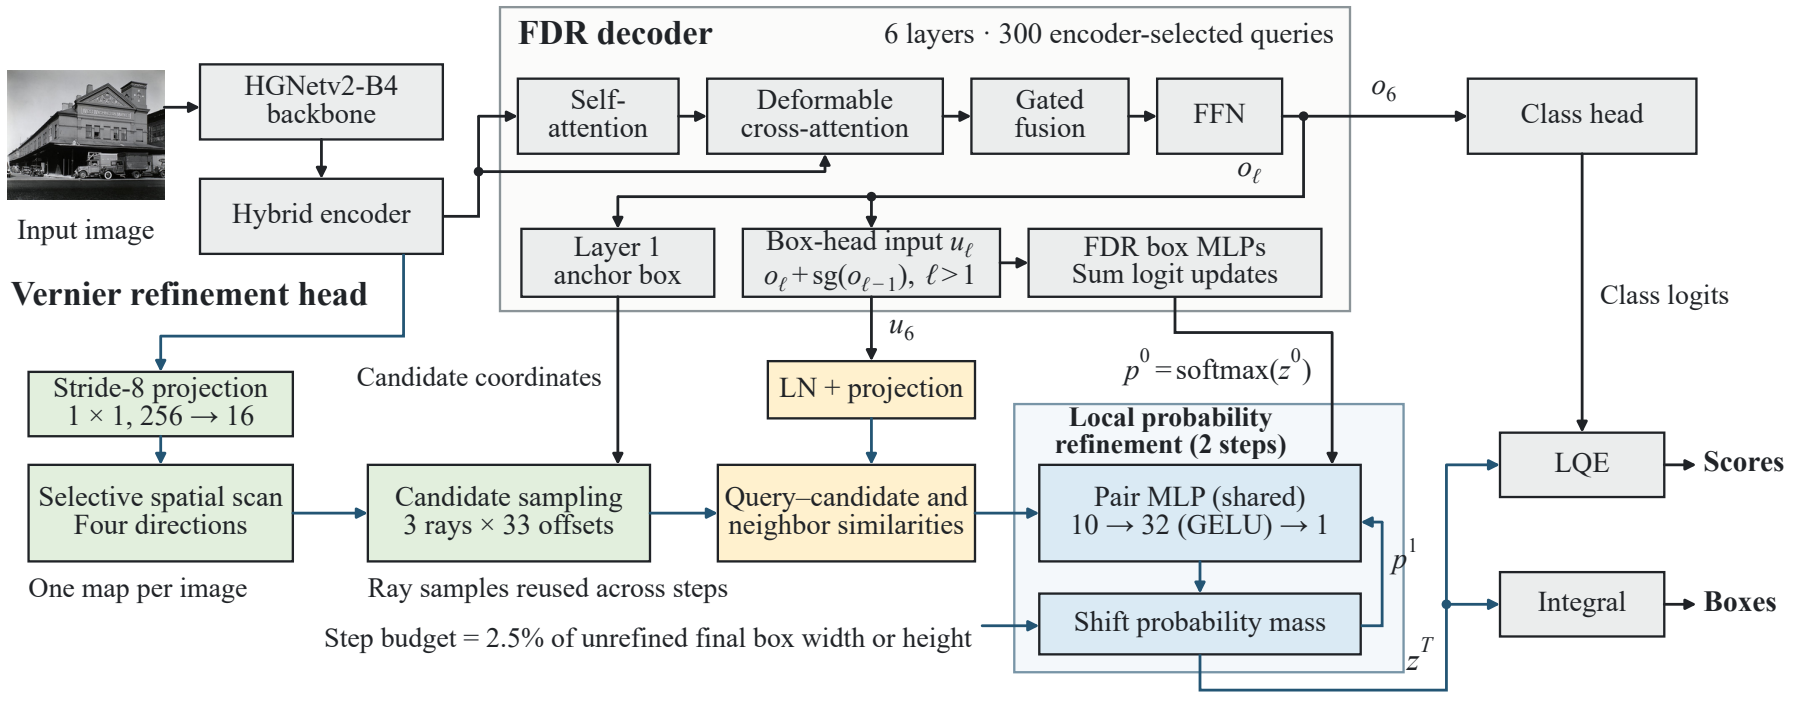 FDR decoder
6 layers · 300 encoder-selected queries
HGNetv2-B4
backbone
Self-
attention
Deformable
cross-attention
Gated
fusion
FFN
o₆
Class head
Input image
Hybrid encoder
o_ℓ
Layer 1
anchor box
Box-head input u_ℓ
o_ℓ + sg(o_{ℓ−1}), ℓ > 1
FDR box MLPs
Sum logit updates
Vernier refinement head
Class logits
u₆
Candidate coordinates
p⁰ = softmax(z⁰)
Stride-8 projection
1 × 1, 256 → 16
LN + projection
Local probability
refinement (2 steps)
Selective spatial scan
Four directions
Candidate sampling
3 rays × 33 offsets
Query–candidate and
neighbor similarities
Pair MLP (shared)
10 → 32 (GELU) → 1
LQE
Scores
p¹
One map per image
Ray samples reused across steps
Step budget = 2.5% of unrefined final box width or height
Shift probability mass
Integral
Boxes
z^T